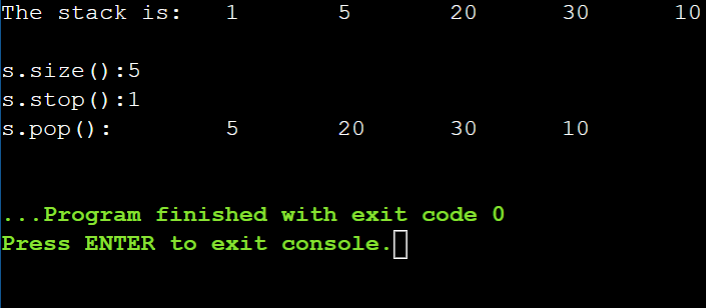 The stack is: 1 5 20 30 10
s.size():5
s.stop():1
s.pop(): 5 20 30 10
...Program finished with exit code 0
Press ENTER to exit console.